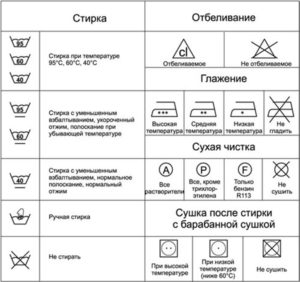 Стирка
95
60
40
Стирка при температуре
95°С, 60°С, 40°С
95
60
Стирка с уменьшенным
взбалтыванием, укороченный
отжим, полоскание при
убывающей температуре
40
Стирка с уменьшенным
взбалтыванием, нормальное
полоскание, нормальный
отжим
Ручная стирка
Не стирать
Отбеливание
cl
Отбеливаемое
Не отбеливаемое
Глажение
Высокая
температура
Средняя
температура
Низкая
температура
Не
гладить
Сухая чистка
A
P
F
Все
растворители
Все, кроме
трихлор-
этилена
Только
бензин
R113
Не чистить
Сушка после стирки
с барабанной сушкой
При высокой
температуре
При низкой
температуре
(ниже 60°С)
Не сушить